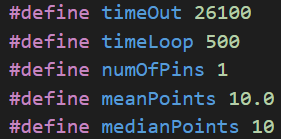 #define timeOut 26100
#define timeLoop 500
#define numOfPins 1
#define meanPoints 10.0
#define medianPoints 10